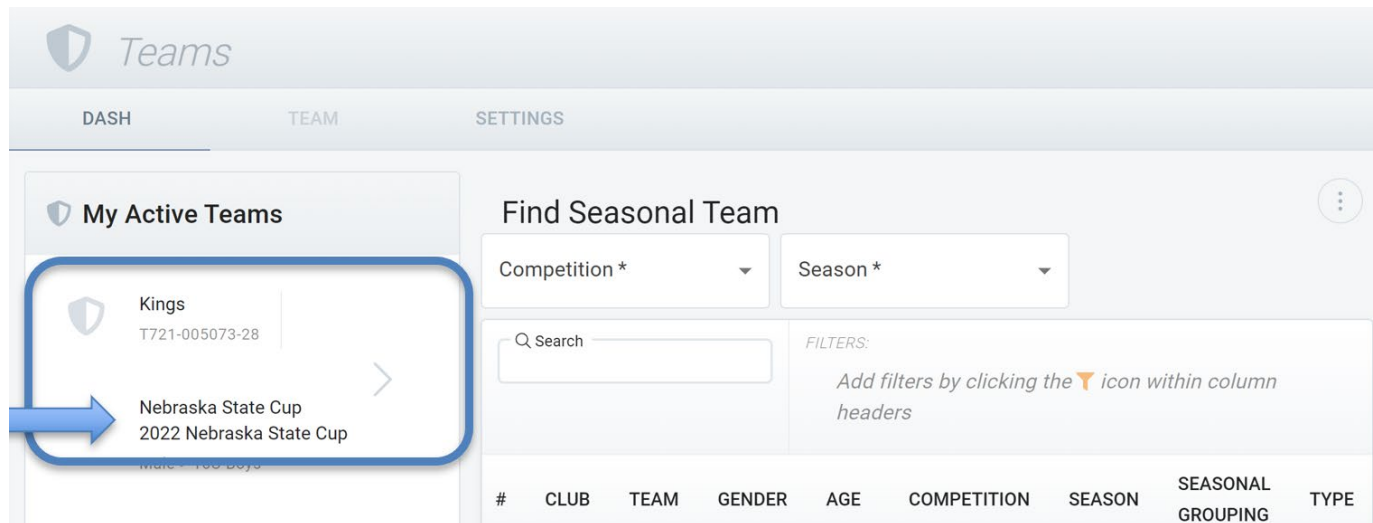 Teams
DASH TEAM SETTINGS
My Active Teams
Kings
T721-005073-28
Nebraska State Cup
2022 Nebraska State Cup
Find Seasonal Team
Competition *
Season *
Search
FILTERS:
Add filters by clicking the icon within column
headers
# CLUB TEAM GENDER AGE COMPETITION SEASON SEASONAL GROUPING TYPE